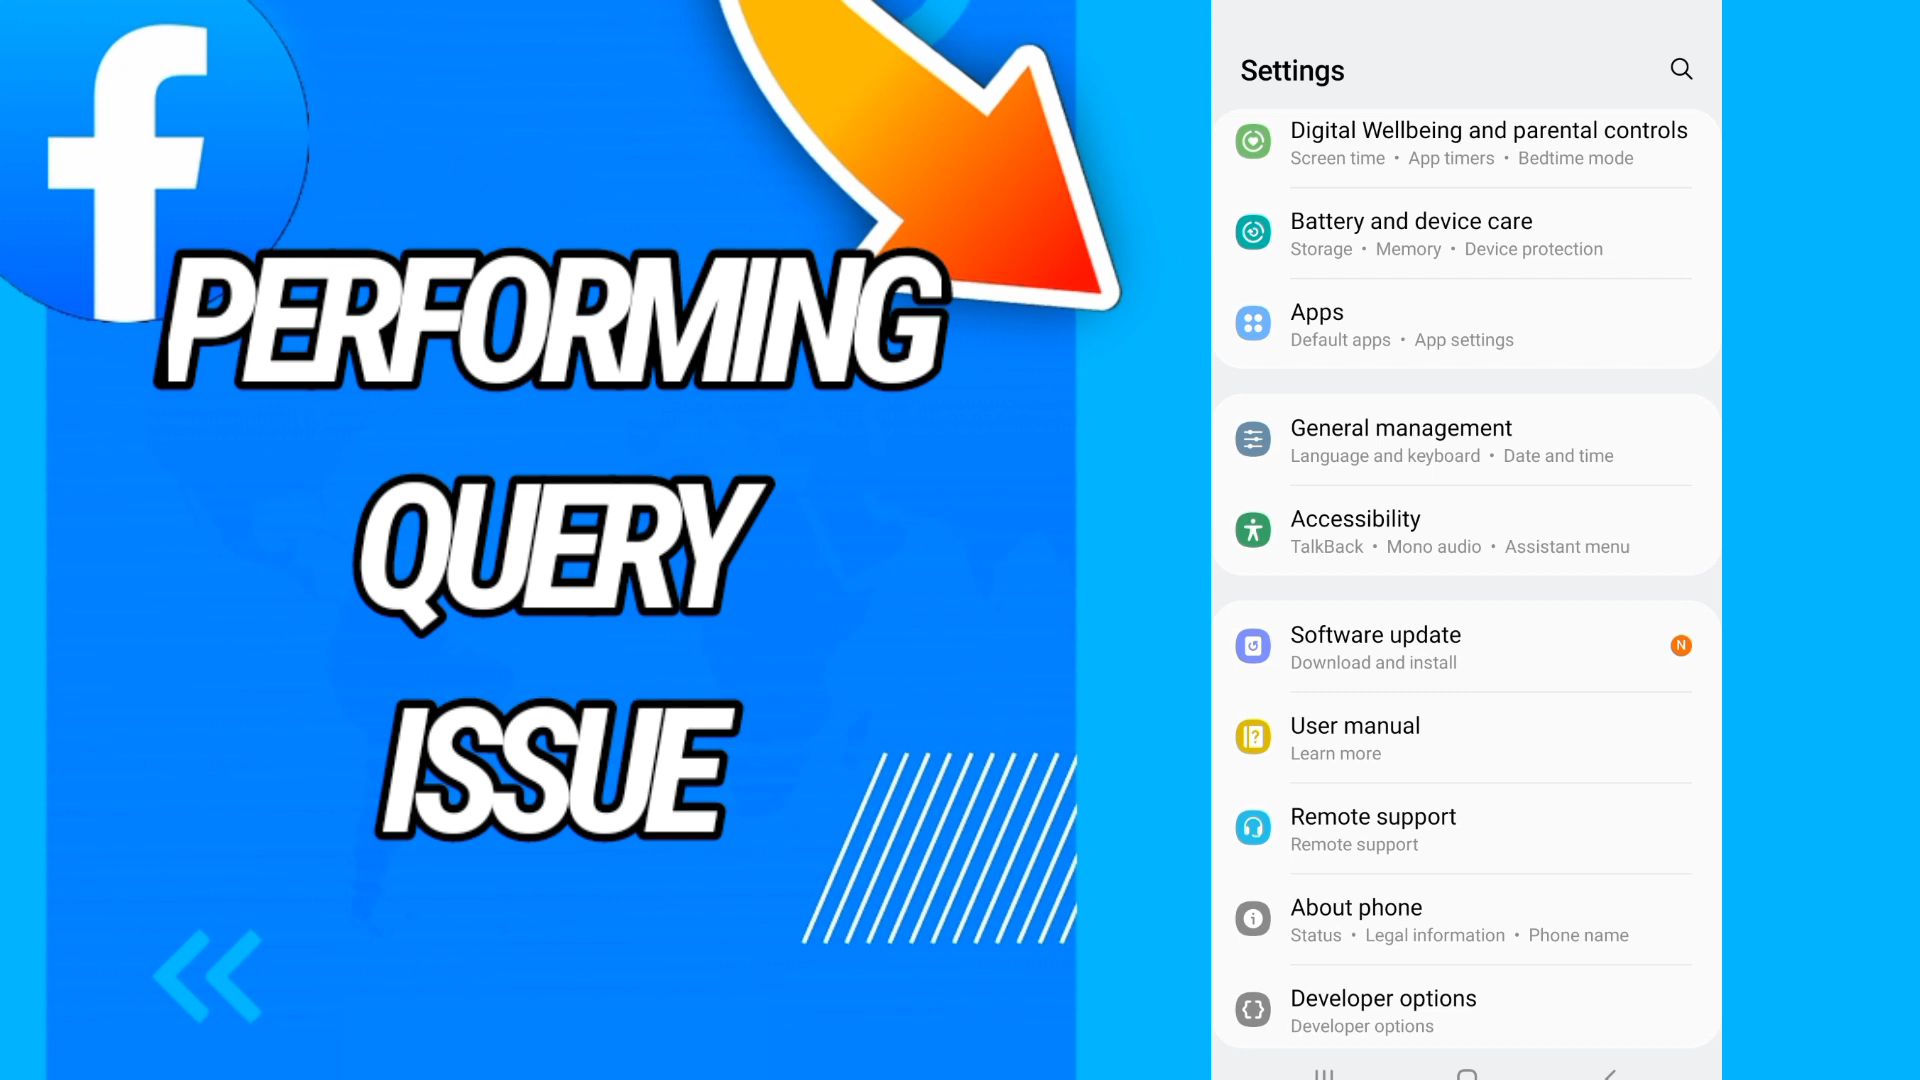 f
PERFORMING
QUERY
ISSUE
Settings
Digital Wellbeing and parental controls
Screen time • App timers • Bedtime mode
Battery and device care
Storage • Memory • Device protection
Apps
Default apps • App settings
General management
Language and keyboard • Date and time
Accessibility
TalkBack • Mono audio • Assistant menu
Software update
Download and install
N
User manual
Learn more
Remote support
Remote support
About phone
Status • Legal information • Phone name
Developer options
Developer options